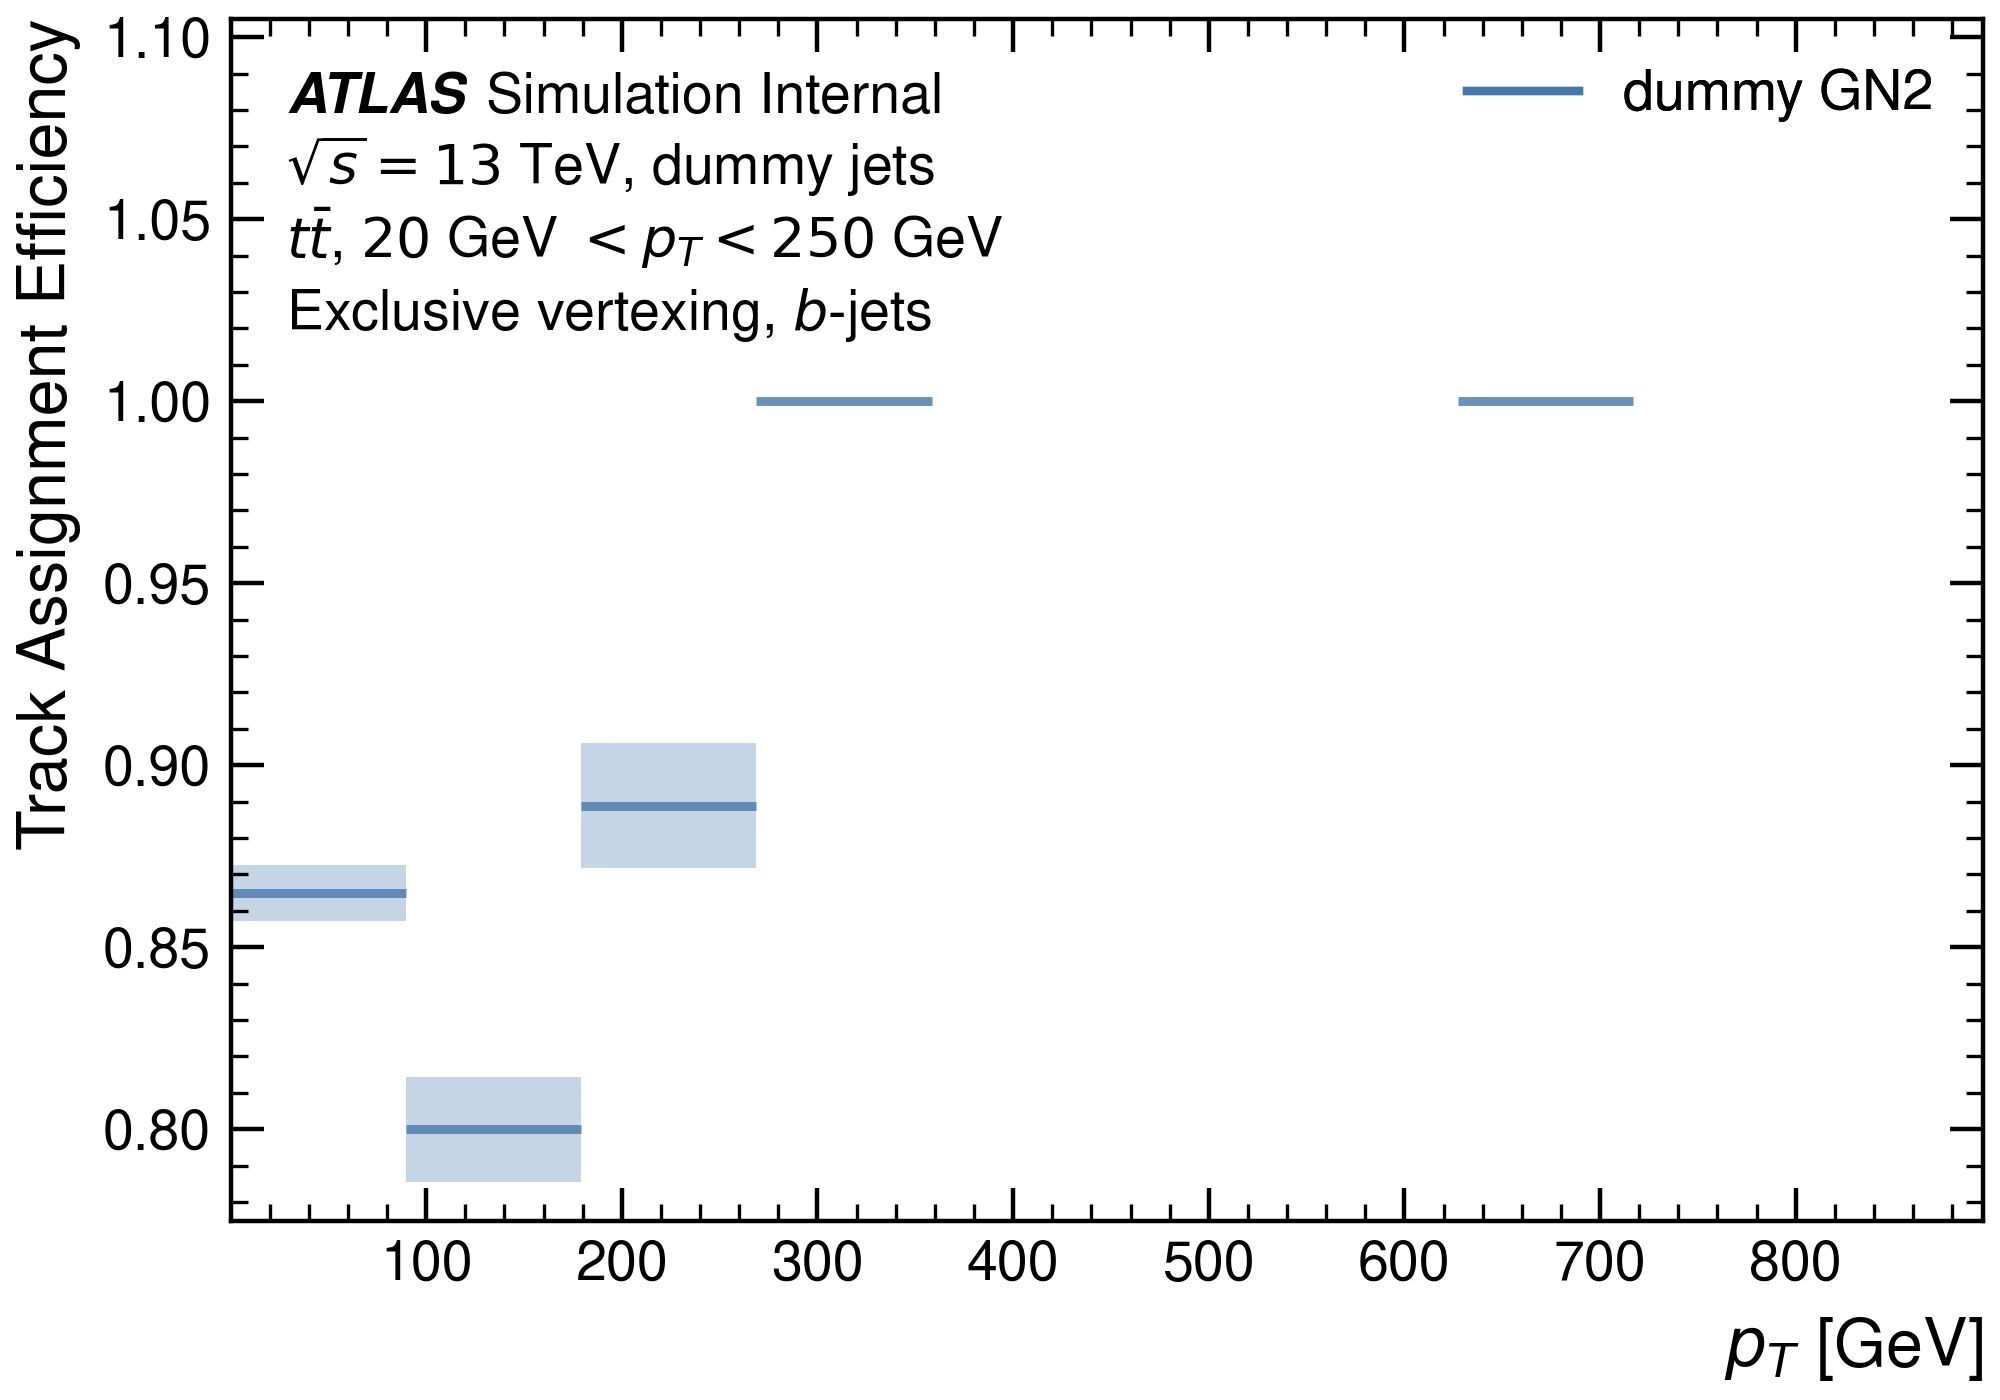 Track Assignment Efficiency
1.10
1.05
1.00
0.95
0.90
0.85
0.80
ATLAS Simulation Internal
√s = 13 TeV, dummy jets
tt̄, 20 GeV < p_T < 250 GeV
Exclusive vertexing, b-jets
dummy GN2
100 200 300 400 500 600 700 800
p_T [GeV]